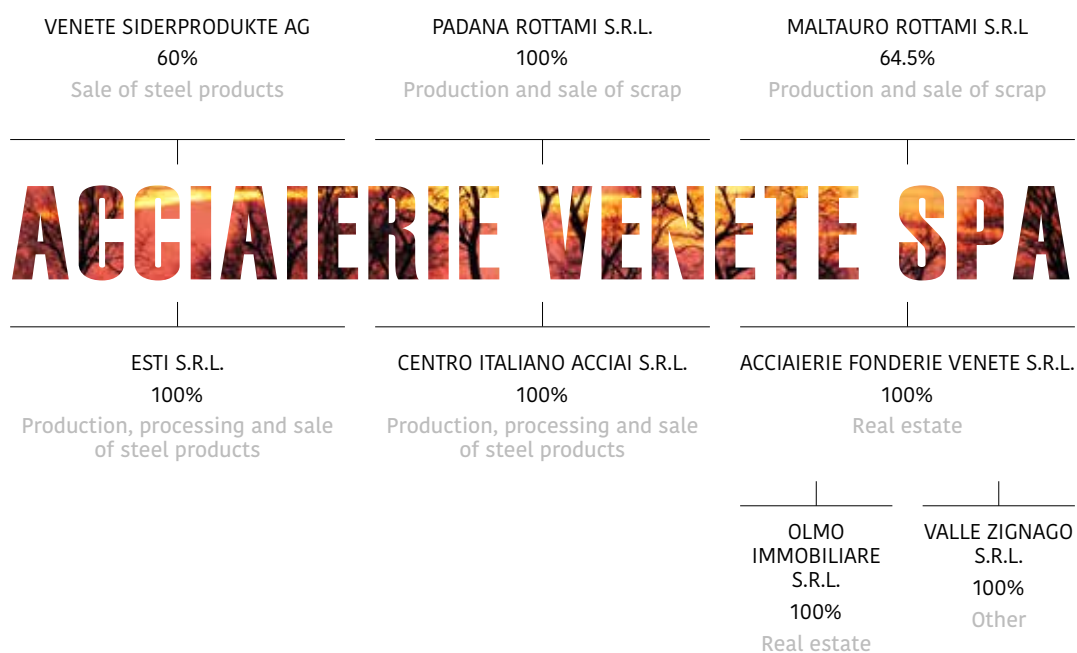 VENETE SIDERPRODUKTE AG
60%
Sale of steel products
PADANA ROTTAMI S.R.L.
100%
Production and sale of scrap
MALTAURO ROTTAMI S.R.L
64.5%
Production and sale of scrap
ACCIAIERIE VENETE SPA
ESTI S.R.L.
100%
Production, processing and sale
of steel products
CENTRO ITALIANO ACCIAI S.R.L.
100%
Production, processing and sale
of steel products
ACCIAIERIE FONDERIE VENETE S.R.L.
100%
Real estate
OLMO
IMMOBILIARE
S.R.L.
100%
Real estate
VALLE ZIGNAGO
S.R.L.
100%
Other